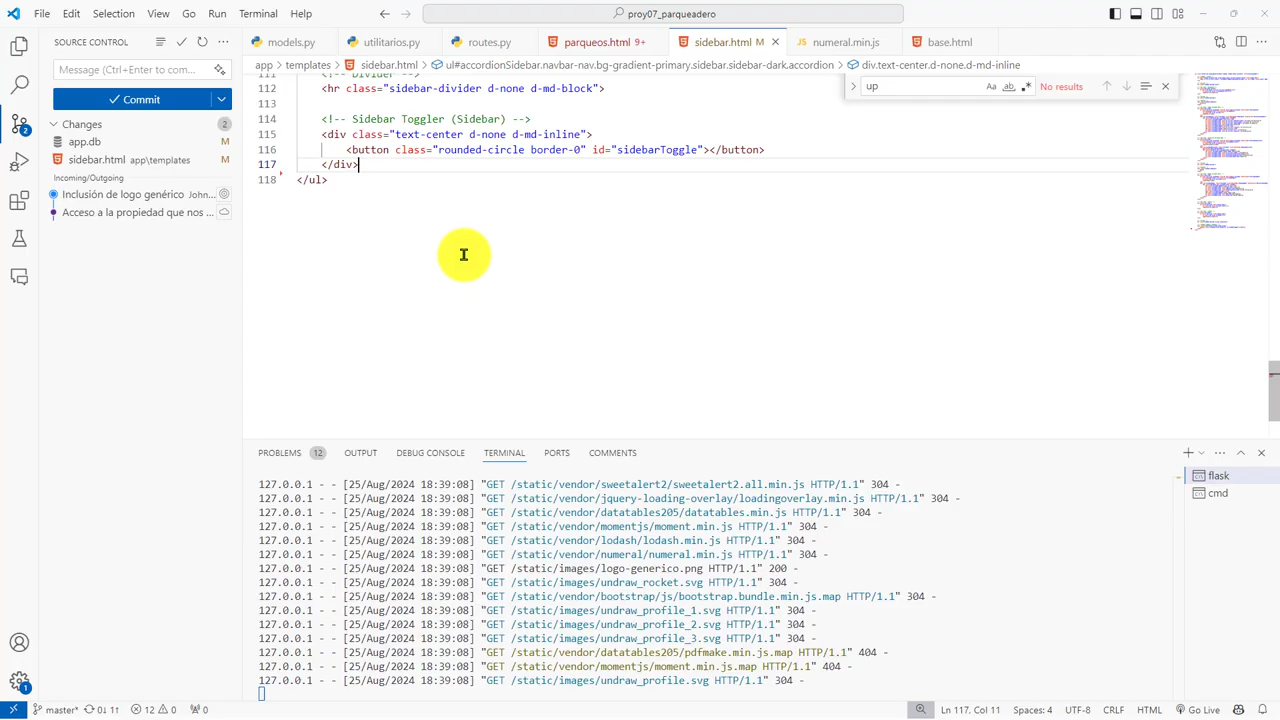 File Edit Selection View Go Run Terminal Help
proy07_parqueadero
SOURCE CONTROL
models.py utilitarios.py routes.py parqueos.html 9+ sidebar.html M numeral.min.js base.html
app > templates > sidebar.html > ul#accordionSidebar.navbar-nav.bg-gradient-primary.sidebar.sidebar-dark.accordion > div.text-center.d-none.d-md-inline
Message (Ctrl+Enter to com...
Commit
Changes 2
app.db M
sidebar.html app\templates M
Incoming/Outgoing
Inclusión de logo genérico John...
Acceso a la propiedad que nos ...
up
Aa ab .*
No results
111 <!-- Divider -->
112 <hr class="sidebar-divider d-none d-md-block">
113
114 <!-- Sidebar Toggler (Sidebar) -->
115 <div class="text-center d-none d-md-inline">
116 <button class="rounded-circle border-0" id="sidebarToggle"></button>
117 </div>
118 </ul>
PROBLEMS 12 OUTPUT DEBUG CONSOLE TERMINAL PORTS COMMENTS
127.0.0.1 - - [25/Aug/2024 18:39:08] "GET /static/vendor/sweetalert2/sweetalert2.all.min.js HTTP/1.1" 304 -
127.0.0.1 - - [25/Aug/2024 18:39:08] "GET /static/vendor/jquery-loading-overlay/loadingoverlay.min.js HTTP/1.1" 304 -
127.0.0.1 - - [25/Aug/2024 18:39:08] "GET /static/vendor/datatables205/datatables.min.js HTTP/1.1" 304 -
127.0.0.1 - - [25/Aug/2024 18:39:08] "GET /static/vendor/momentjs/moment.min.js HTTP/1.1" 304 -
127.0.0.1 - - [25/Aug/2024 18:39:08] "GET /static/vendor/lodash/lodash.min.js HTTP/1.1" 304 -
127.0.0.1 - - [25/Aug/2024 18:39:08] "GET /static/vendor/numeral/numeral.min.js HTTP/1.1" 304 -
127.0.0.1 - - [25/Aug/2024 18:39:08] "GET /static/images/logo-generico.png HTTP/1.1" 200 -
127.0.0.1 - - [25/Aug/2024 18:39:08] "GET /static/images/undraw_rocket.svg HTTP/1.1" 304 -
127.0.0.1 - - [25/Aug/2024 18:39:08] "GET /static/vendor/bootstrap/js/bootstrap.bundle.min.js.map HTTP/1.1" 304 -
127.0.0.1 - - [25/Aug/2024 18:39:08] "GET /static/images/undraw_profile_1.svg HTTP/1.1" 304 -
127.0.0.1 - - [25/Aug/2024 18:39:08] "GET /static/images/undraw_profile_2.svg HTTP/1.1" 304 -
127.0.0.1 - - [25/Aug/2024 18:39:08] "GET /static/images/undraw_profile_3.svg HTTP/1.1" 304 -
127.0.0.1 - - [25/Aug/2024 18:39:08] "GET /static/vendor/datatables205/pdfmake.min.js.map HTTP/1.1" 404 -
127.0.0.1 - - [25/Aug/2024 18:39:08] "GET /static/vendor/momentjs/moment.min.js.map HTTP/1.1" 404 -
127.0.0.1 - - [25/Aug/2024 18:39:08] "GET /static/images/undraw_profile.svg HTTP/1.1" 304 -
flask
cmd
2
1
master* 0↓ 1↑ 12 0 0
Ln 117, Col 11 Spaces: 4 UTF-8 CRLF HTML Go Live